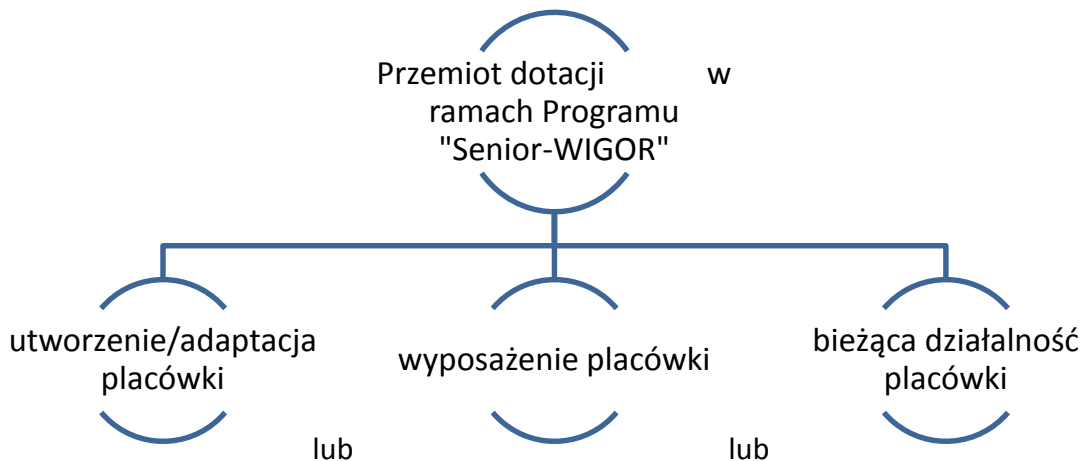 Przemiot dotacji w
ramach Programu
"Senior-WIGOR"
utworzenie/adaptacja
placówki
wyposażenie placówki
bieżąca działalność
placówki
lub
lub